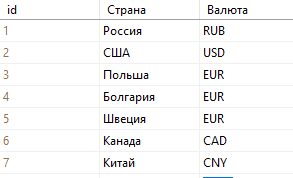 id Страна Валюта
1 Россия RUB
2 США USD
3 Польша EUR
4 Болгария EUR
5 Швеция EUR
6 Канада CAD
7 Китай CNY